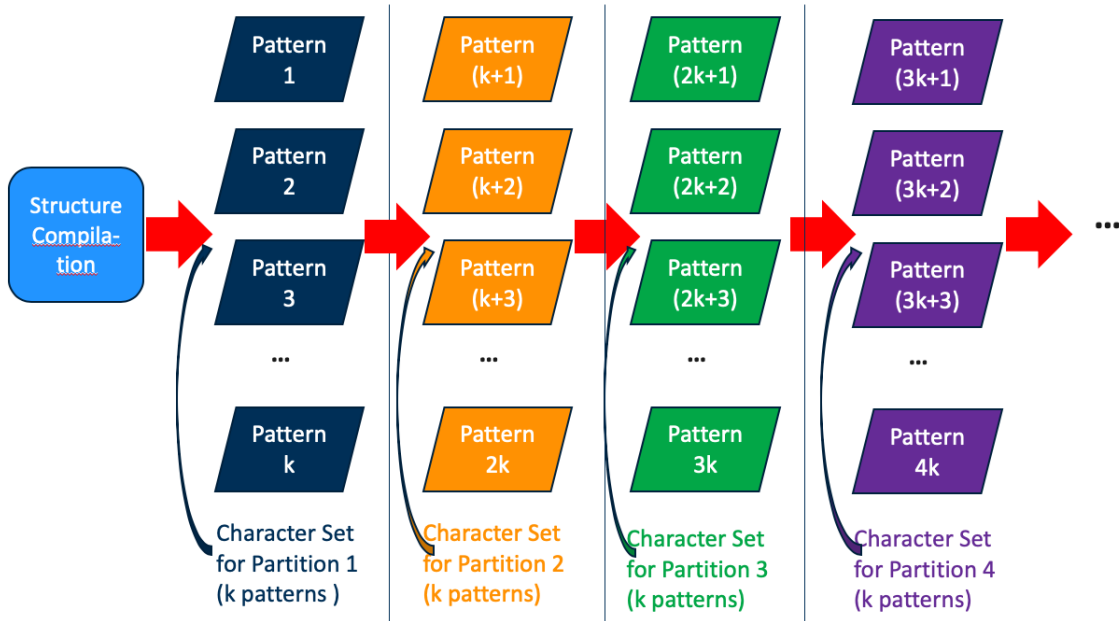 Structure
Compila-
tion
Pattern
1
Pattern
2
Pattern
3
...
Pattern
k
Character Set
for Partition 1
(k patterns )
Pattern
(k+1)
Pattern
(k+2)
Pattern
(k+3)
...
Pattern
2k
Character Set
for Partition 2
(k patterns)
Pattern
(2k+1)
Pattern
(2k+2)
Pattern
(2k+3)
...
Pattern
3k
Character Set
for Partition 3
(k patterns)
Pattern
(3k+1)
Pattern
(3k+2)
Pattern
(3k+3)
...
Pattern
4k
Character Set
for Partition 4
(k patterns)
...